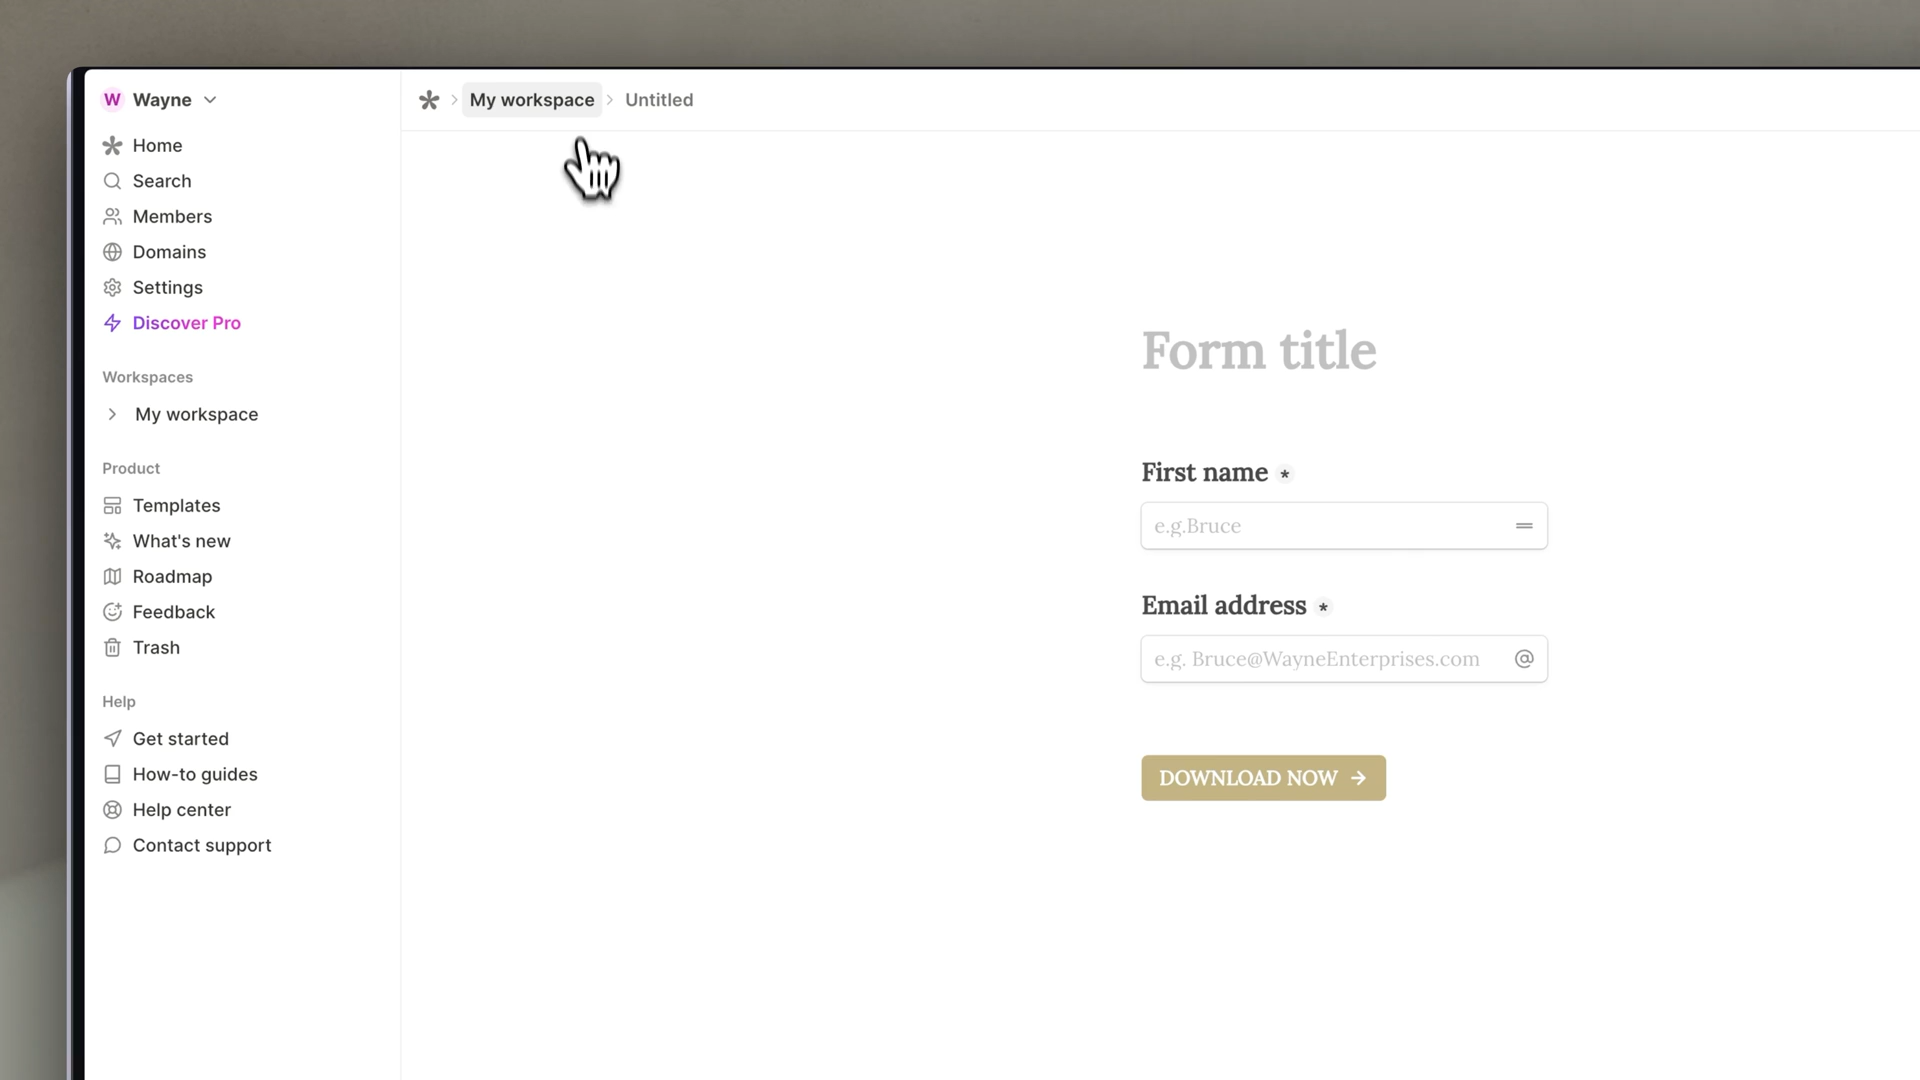 W Wayne
Home
Search
Members
Domains
Settings
Discover Pro
Workspaces
My workspace
Product
Templates
What's new
Roadmap
Feedback
Trash
Help
Get started
How-to guides
Help center
Contact support
My workspace > Untitled
Form title
First name *
e.g.Bruce
Email address *
e.g. Bruce@WayneEnterprises.com @
DOWNLOAD NOW →